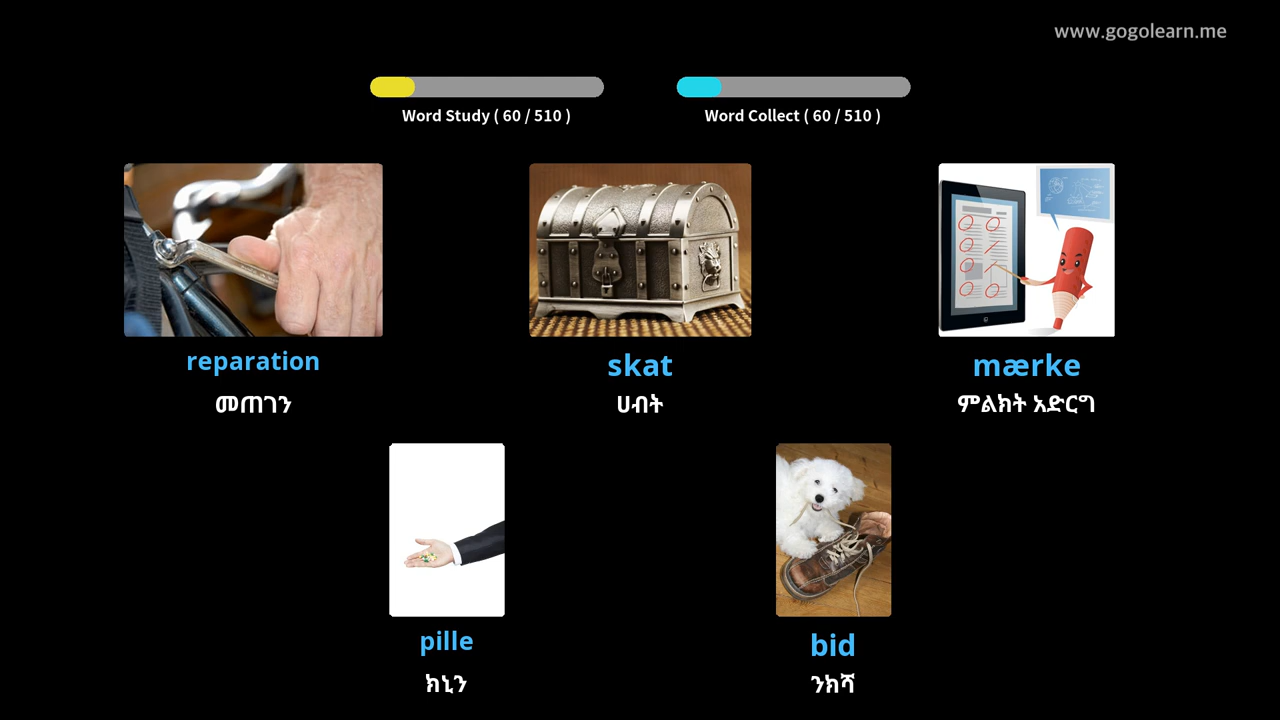 www.gogolearn.me
Word Study ( 60 / 510 )
Word Collect ( 60 / 510 )
reparation
መጠገን
skat
ሀብት
mærke
ምልክት አድርግ
pille
ክኒን
bid
ንክሻ